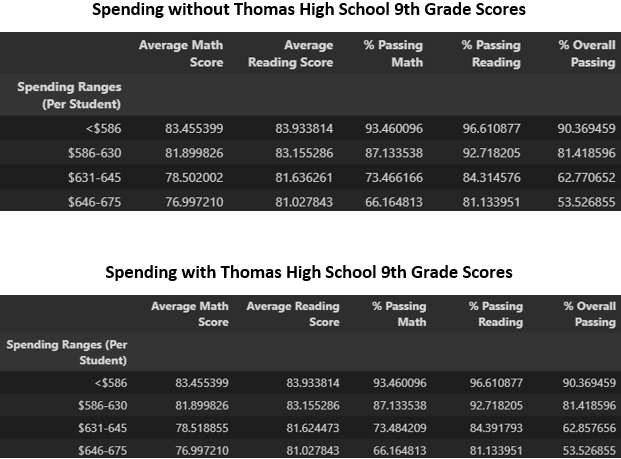 Spending without Thomas High School 9th Grade Scores
Average Math Score Average Reading Score % Passing Math % Passing Reading % Overall Passing
Spending Ranges (Per Student)
<$586 83.455399 83.933814 93.460096 96.610877 90.369459
$586-630 81.899826 83.155286 87.133538 92.718205 81.418596
$631-645 78.502002 81.636261 73.466166 84.314576 62.770652
$646-675 76.997210 81.027843 66.164813 81.133951 53.526855
Spending with Thomas High School 9th Grade Scores
Average Math Score Average Reading Score % Passing Math % Passing Reading % Overall Passing
Spending Ranges (Per Student)
<$586 83.455399 83.933814 93.460096 96.610877 90.369459
$586-630 81.899826 83.155286 87.133538 92.718205 81.418596
$631-645 78.518855 81.624473 73.484209 84.391793 62.857656
$646-675 76.997210 81.027843 66.164813 81.133951 53.526855